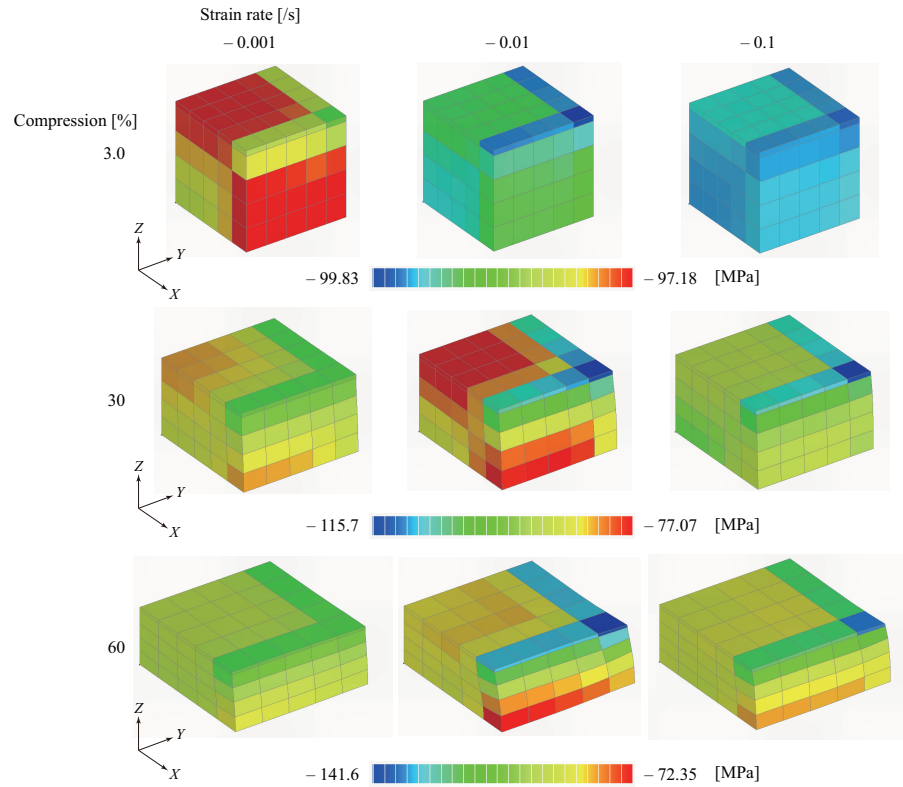 Strain rate [/s]
– 0.001 – 0.01 – 0.1
Compression [%]
3.0
Z
Y
X
– 99.83 – 97.18 [MPa]
30
Z
Y
X
– 115.7 – 77.07 [MPa]
60
Z
Y
X
– 141.6 – 72.35 [MPa]